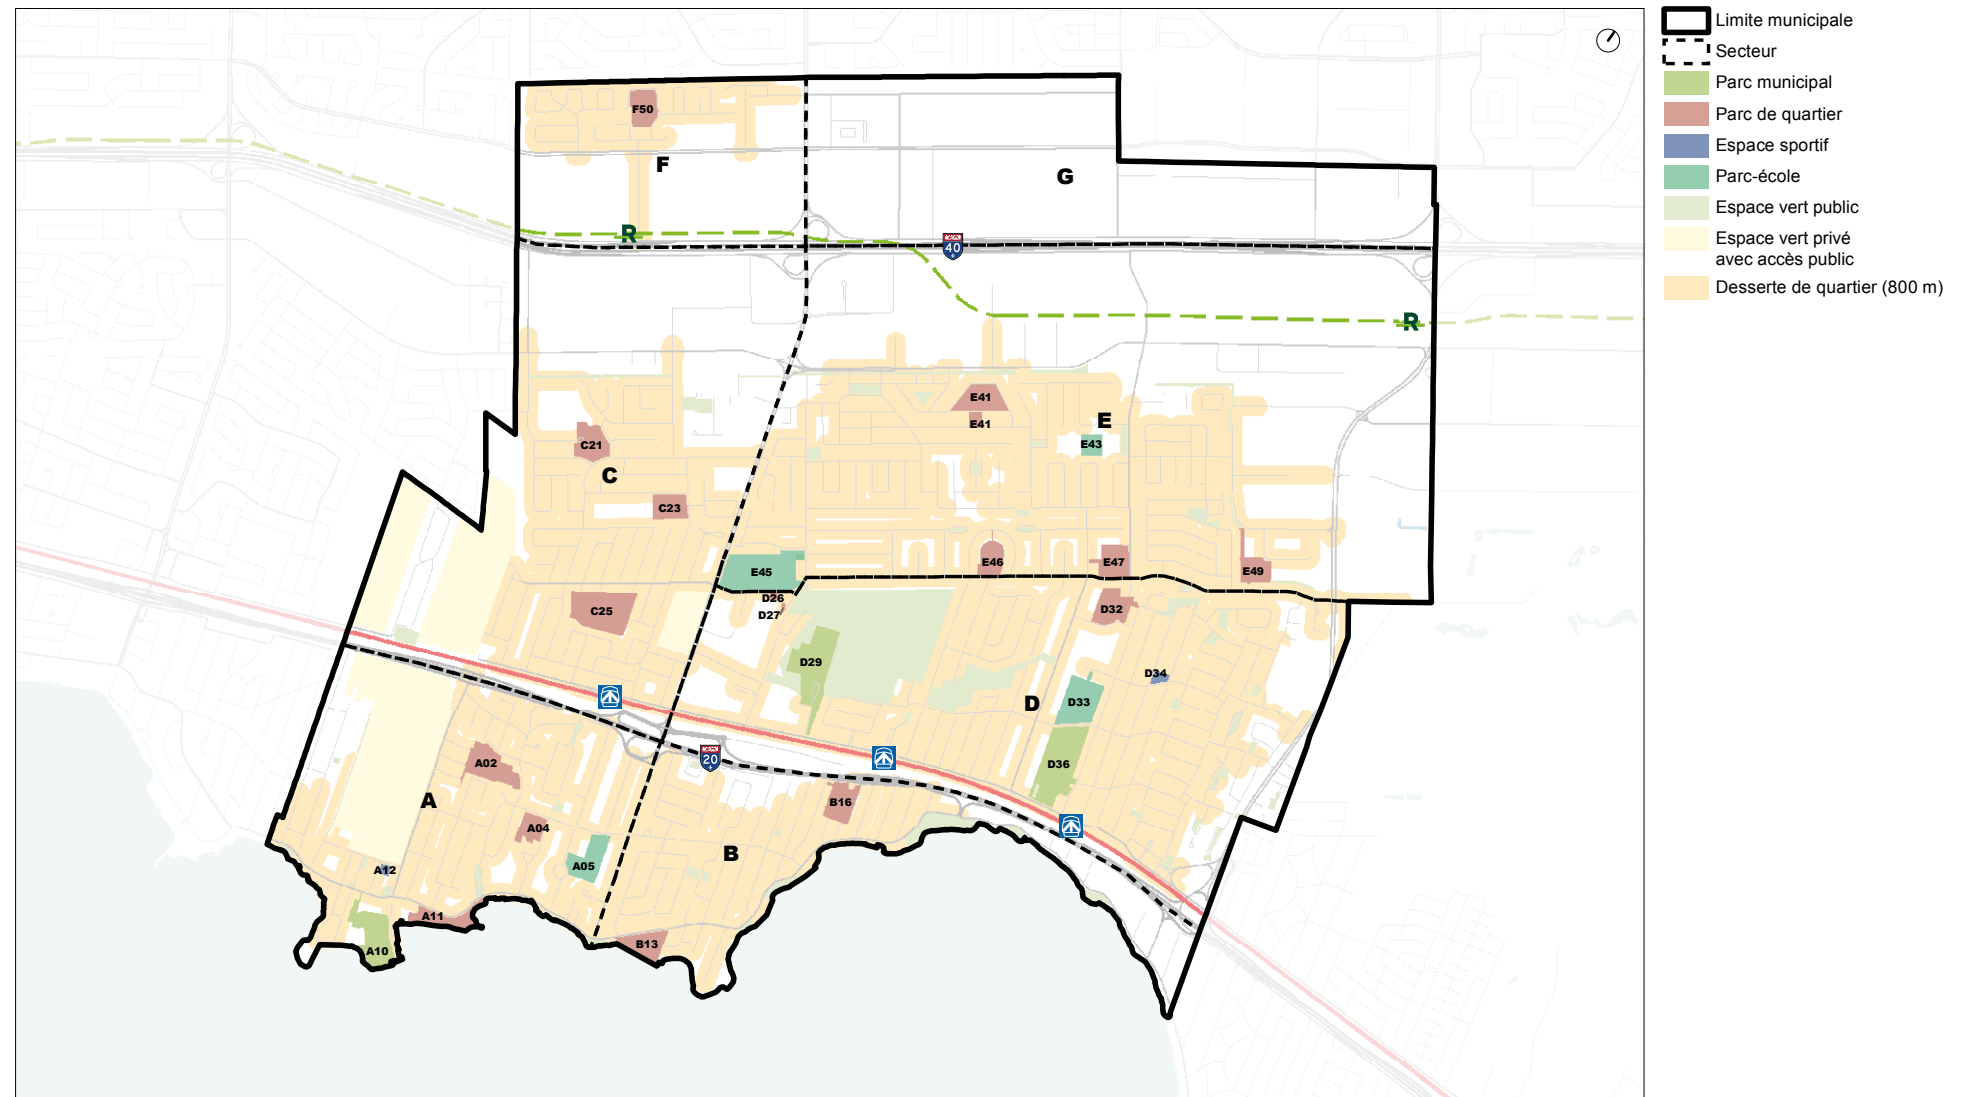 Limite municipale
Secteur
Parc municipal
Parc de quartier
Espace sportif
Parc-école
Espace vert public
Espace vert privé
avec accès public
Desserte de quartier (800 m)
F50
F
G
R
40
R
E41
E41
E
E43
C21
C
C23
E45
E46
E47
E49
D26
D27
C25
D32
D29
D34
D33
D
A02
20
D36
B16
A
A04
B
A05
A12
A11
B13
A10